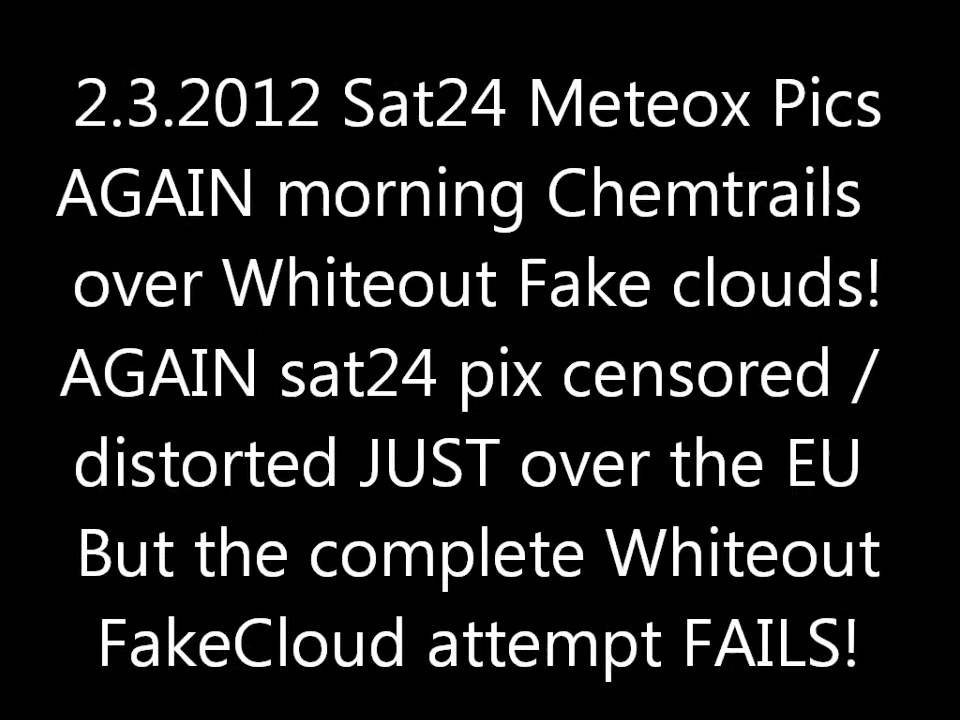 2.3.2012 Sat24 Meteox Pics
AGAIN morning Chemtrails
over Whiteout Fake clouds!
AGAIN sat24 pix censored /
distorted JUST over the EU
But the complete Whiteout
FakeCloud attempt FAILS!